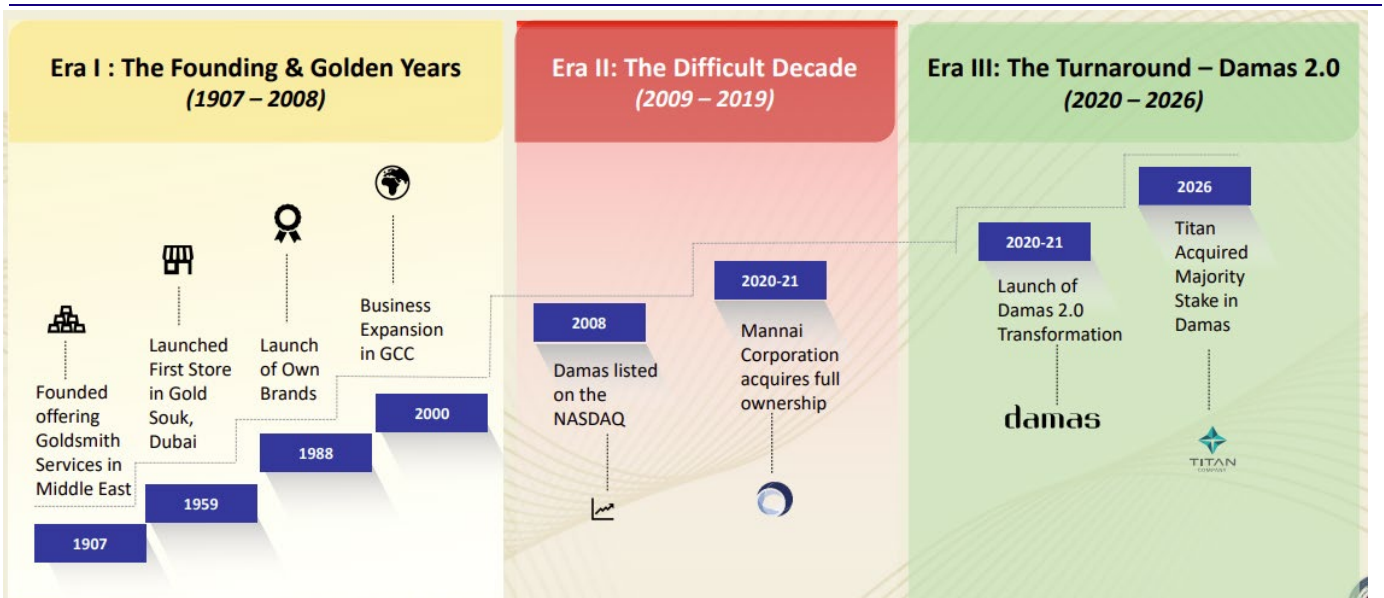 Era I : The Founding & Golden Years
(1907 – 2008)
Founded
offering
Goldsmith
Services in
Middle East
1907
Launched
First Store
in Gold
Souk,
Dubai
1959
Launch
of Own
Brands
1988
Business
Expansion
in GCC
2000
Era II: The Difficult Decade
(2009 – 2019)
2008
Damas listed
on the
NASDAQ
2020-21
Mannai
Corporation
acquires full
ownership
Era III: The Turnaround – Damas 2.0
(2020 – 2026)
2020-21
Launch of
Damas 2.0
Transformation
damas
2026
Titan
Acquired
Majority
Stake in
Damas
TITAN
COMPANY